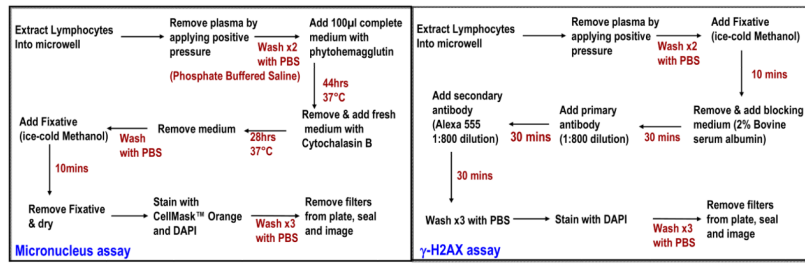 Extract Lymphocytes
Into microwell
Remove plasma by
applying positive
pressure
Wash x2
with PBS
(Phosphate Buffered Saline)
Add 100µl complete
medium with
phytohemagglutin
44hrs
37°C
Remove & add fresh
medium with
Cytochalasin B
28hrs
37°C
Remove medium
Wash
with PBS
Add Fixative
(ice-cold Methanol)
10mins
Remove Fixative
& dry
Stain with
CellMask™ Orange
and DAPI
Wash x3
with PBS
Remove filters
from plate, seal
and image
Micronucleus assay
Extract Lymphocytes
Into microwell
Remove plasma by
applying positive
pressure
Wash x2
with PBS
Add Fixative
(ice-cold Methanol)
10 mins
Remove & add blocking
medium (2% Bovine
serum albumin)
30 mins
Add primary
antibody
(1:800 dilution)
30 mins
Add secondary
antibody
(Alexa 555
1:800 dilution)
30 mins
Wash x3 with PBS
Stain with DAPI
Wash x3
with PBS
Remove filters
from plate, seal
and image
γ-H2AX assay